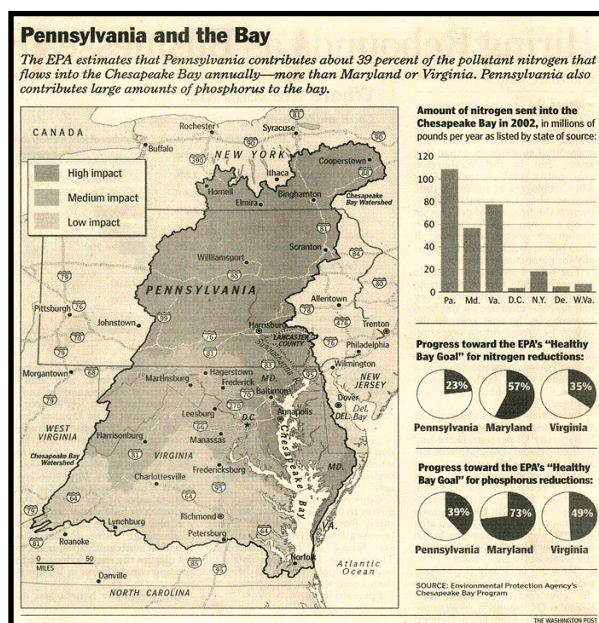 Pennsylvania and the Bay
The EPA estimates that Pennsylvania contributes about 39 percent of the pollutant nitrogen that
flows into the Chesapeake Bay annually—more than Maryland or Virginia. Pennsylvania also
contributes large amounts of phosphorus to the bay.
CANADA
Rochester
Syracuse
Buffalo
NEW YORK
Ithaca
Cooperstown
High impact
Medium impact
Low impact
Hornell
Elmira
Binghamton
Chesapeake
Bay Watershed
Scranton
Williamsport
PENNSYLVANIA
Allentown
Pittsburgh
Johnstown
Harrisburg
Trenton
LANCASTER
COUNTY
Philadelphia
Wilmington
Morgantown
Hagerstown
Martinsburg
Frederick
MD.
Baltimore
NEW
JERSEY
Dover
Del.
Bay
DEL.
Leesburg
D.C.
Annapolis
WEST
VIRGINIA
Harrisonburg
Manassas
Chesapeake
Bay Watershed
VIRGINIA
Fredericksburg
Chesapeake Bay
MD.
Charlottesville
Richmond
VA.
Lynchburg
Petersburg
Roanoke
Norfolk
0 50
MILES
Danville
NORTH CAROLINA
Atlantic
Ocean
Amount of nitrogen sent into the
Chesapeake Bay in 2002, in millions of
pounds per year as listed by state of source:
120
100
80
60
40
20
0
Pa. Md. Va. D.C. N.Y. De. W.Va.
Progress toward the EPA's "Healthy
Bay Goal" for nitrogen reductions:
23% 57% 35%
Pennsylvania Maryland Virginia
Progress toward the EPA's "Healthy
Bay Goal" for phosphorus reductions:
39% 73% 49%
Pennsylvania Maryland Virginia
SOURCE: Environmental Protection Agency's
Chesapeake Bay Program
THE WASHINGTON POST